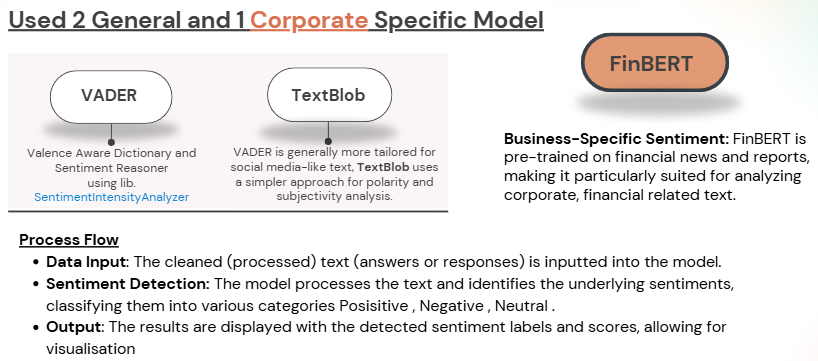 Used 2 General and 1 Corporate Specific Model
VADER
Valence Aware Dictionary and
Sentiment Reasoner
using lib.
SentimentIntensityAnalyzer
TextBlob
VADER is generally more tailored for
social media-like text, TextBlob uses
a simpler approach for polarity and
subjectivity analysis.
FinBERT
Business-Specific Sentiment: FinBERT is
pre-trained on financial news and reports,
making it particularly suited for analyzing
corporate, financial related text.
Process Flow
• Data Input: The cleaned (processed) text (answers or responses) is inputted into the model.
• Sentiment Detection: The model processes the text and identifies the underlying sentiments,
classifying them into various categories Posisitive , Negative , Neutral .
• Output: The results are displayed with the detected sentiment labels and scores, allowing for
visualisation